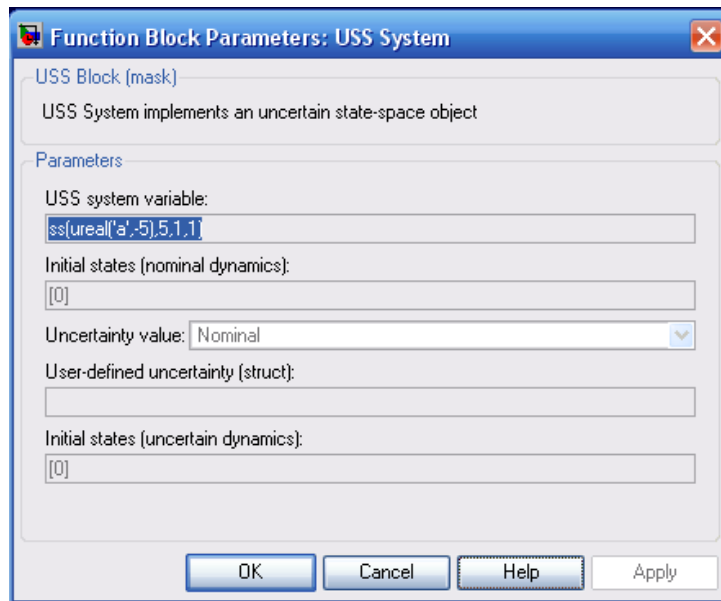 Function Block Parameters: USS System
USS Block (mask)
USS System implements an uncertain state-space object
Parameters
USS system variable:
ss(ureal('a',-5),5,1,1)
Initial states (nominal dynamics):
[0]
Uncertainty value: Nominal
User-defined uncertainty (struct):
Initial states (uncertain dynamics):
[0]
OK Cancel Help Apply